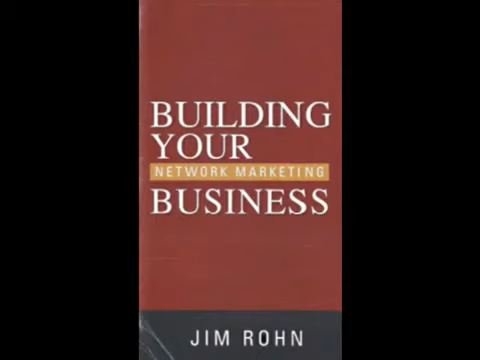 BUILDING
YOUR
NETWORK MARKETING
BUSINESS
JIM ROHN